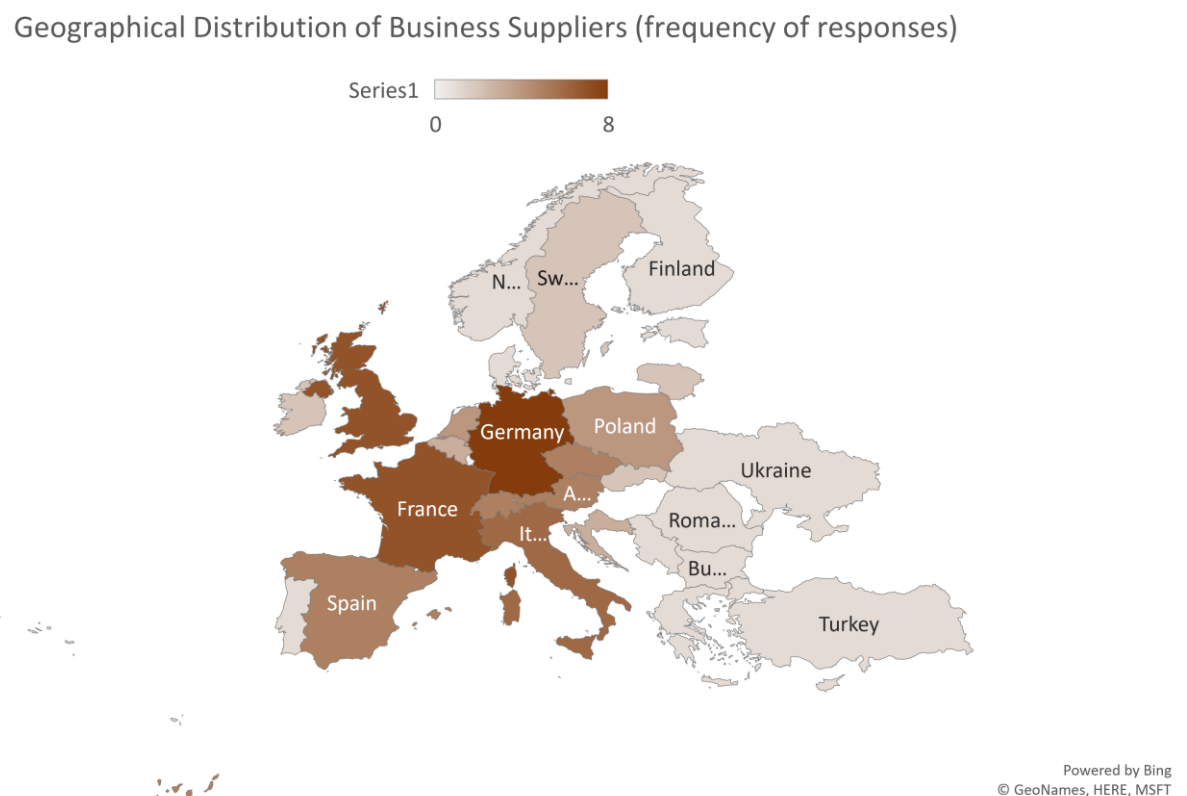 Geographical Distribution of Business Suppliers (frequency of responses)
Series1
0 8
N...
Sw...
Finland
Germany
Poland
Ukraine
A...
France
Roma...
It...
Bu...
Spain
Turkey
Powered by Bing
© GeoNames, HERE, MSFT